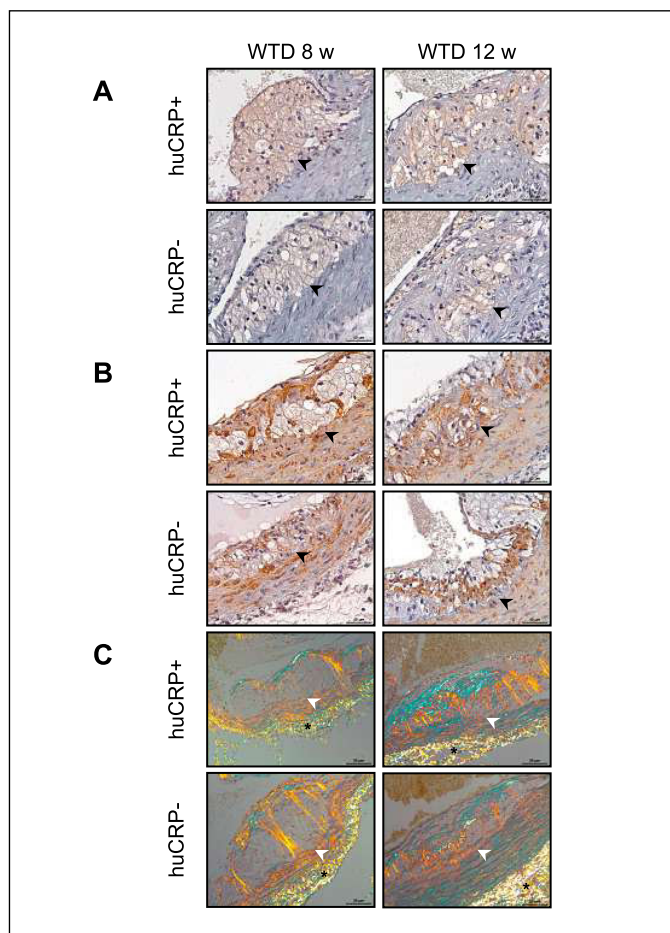 WTD 8 w WTD 12 w
A
huCRP+
huCRP-
B
huCRP+
huCRP-
C
huCRP+
*
*
huCRP-
*
*